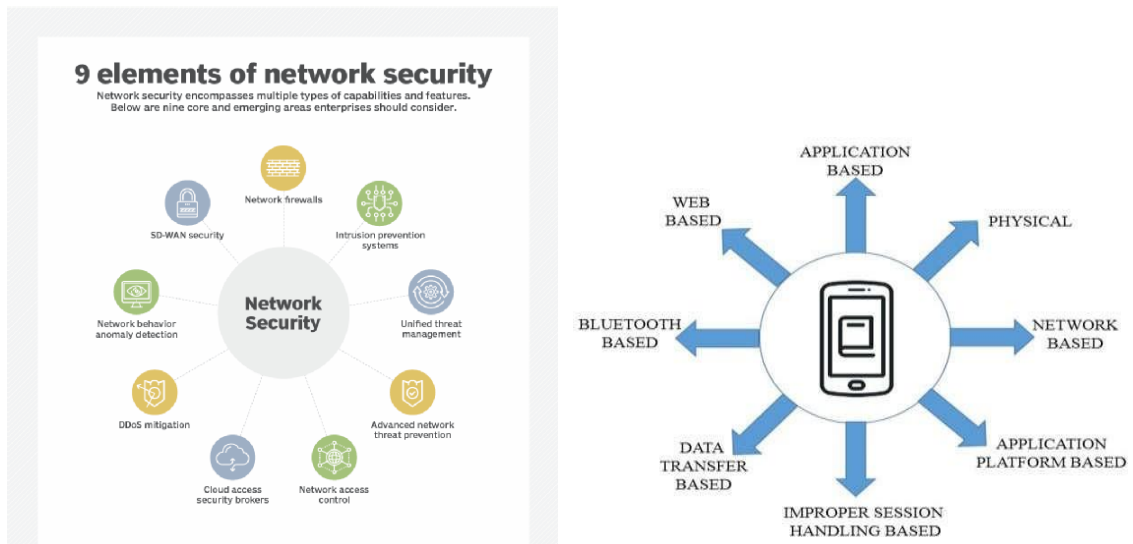 9 elements of network security
Network security encompasses multiple types of capabilities and features.
Below are nine core and emerging areas enterprises should consider.
Network firewalls
Intrusion prevention
systems
Unified threat
management
Advanced network
threat prevention
Network access
control
Cloud access
security brokers
DDoS mitigation
Network behavior
anomaly detection
SD-WAN security
Network
Security
APPLICATION
BASED
PHYSICAL
NETWORK
BASED
APPLICATION
PLATFORM BASED
IMPROPER SESSION
HANDLING BASED
DATA
TRANSFER
BASED
BLUETOOTH
BASED
WEB
BASED